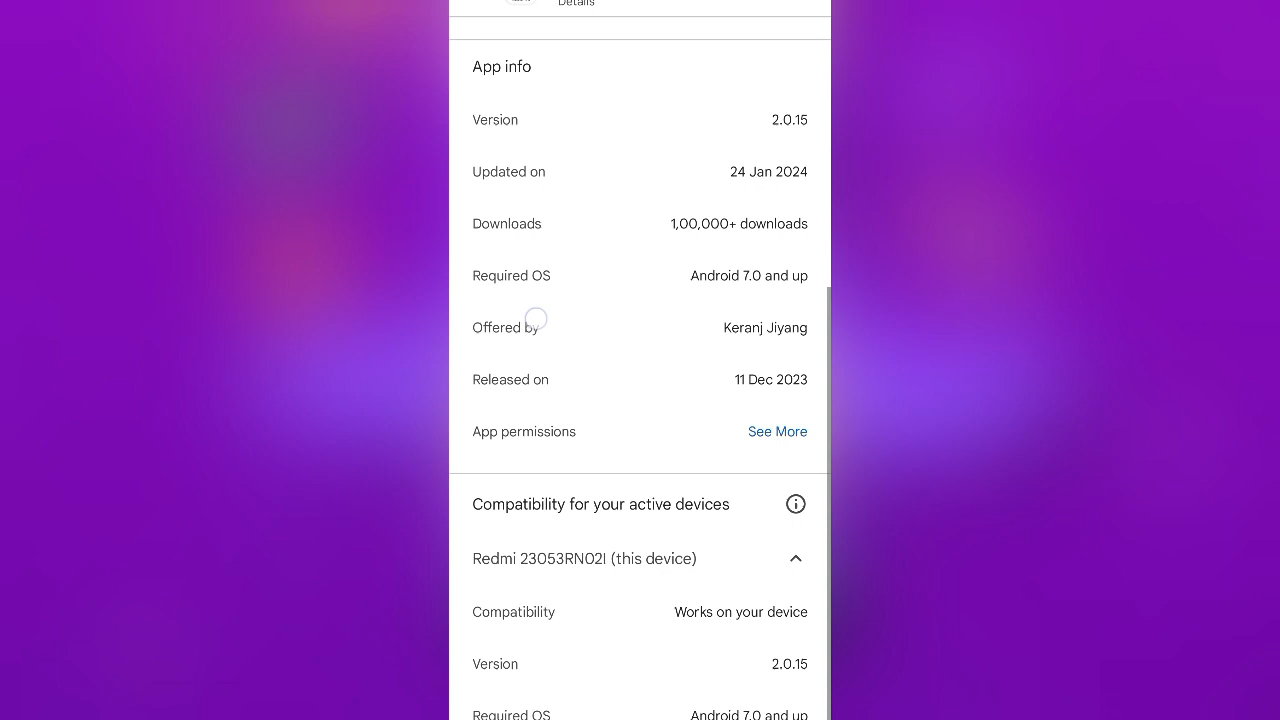 Details
App info
Version 2.0.15
Updated on 24 Jan 2024
Downloads 1,00,000+ downloads
Required OS Android 7.0 and up
Offered by Keranj Jiyang
Released on 11 Dec 2023
App permissions See More
Compatibility for your active devices
Redmi 23053RN02I (this device)
Compatibility Works on your device
Version 2.0.15
Required OS Android 7.0 and up